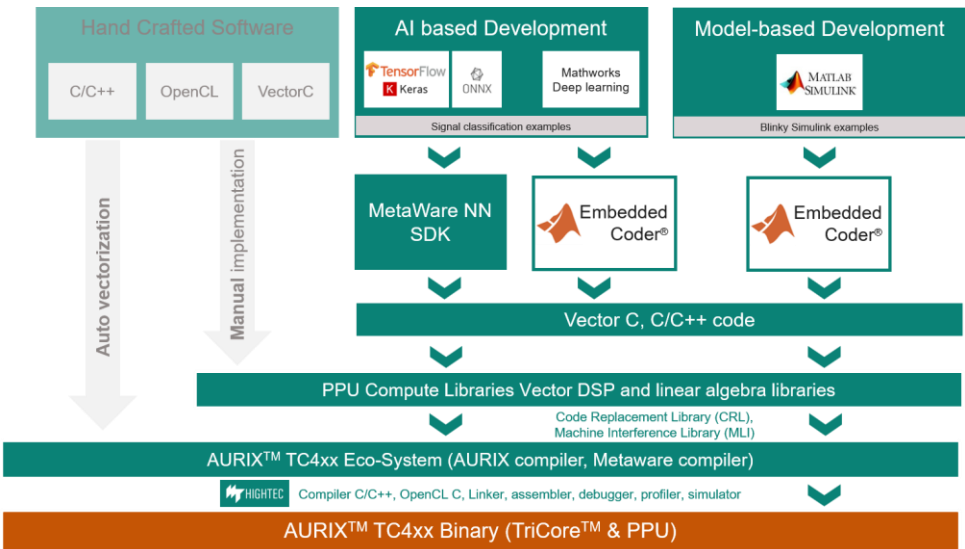 Hand Crafted Software
C/C++
OpenCL
VectorC
AI based Development
TensorFlow
K Keras
ONNX
Mathworks
Deep learning
Signal classification examples
Model-based Development
MATLAB
SIMULINK
Blinky Simulink examples
Auto vectorization
Manual implementation
MetaWare NN
SDK
Embedded
Coder®
Embedded
Coder®
Vector C, C/C++ code
PPU Compute Libraries Vector DSP and linear algebra libraries
Code Replacement Library (CRL),
Machine Interference Library (MLI)
AURIX™ TC4xx Eco-System (AURIX compiler, Metaware compiler)
HIGHTEC Compiler C/C++, OpenCL C, Linker, assembler, debugger, profiler, simulator
AURIX™ TC4xx Binary (TriCore™ & PPU)